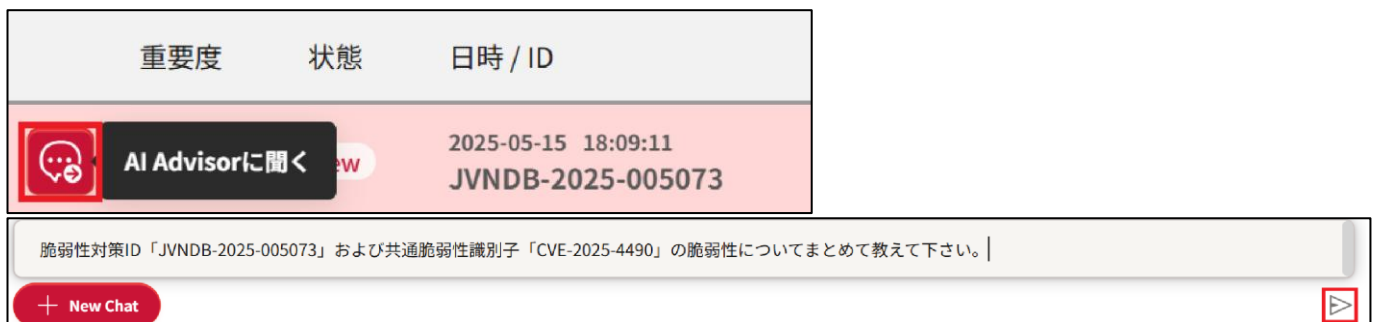 重要度 状態 日時 / ID
AI Advisorに聞く ew 2025-05-15 18:09:11
JVNDB-2025-005073
脆弱性対策ID「JVNDB-2025-005073」および共通脆弱性識別子「CVE-2025-4490」の脆弱性についてまとめて教えて下さい。
+ New Chat